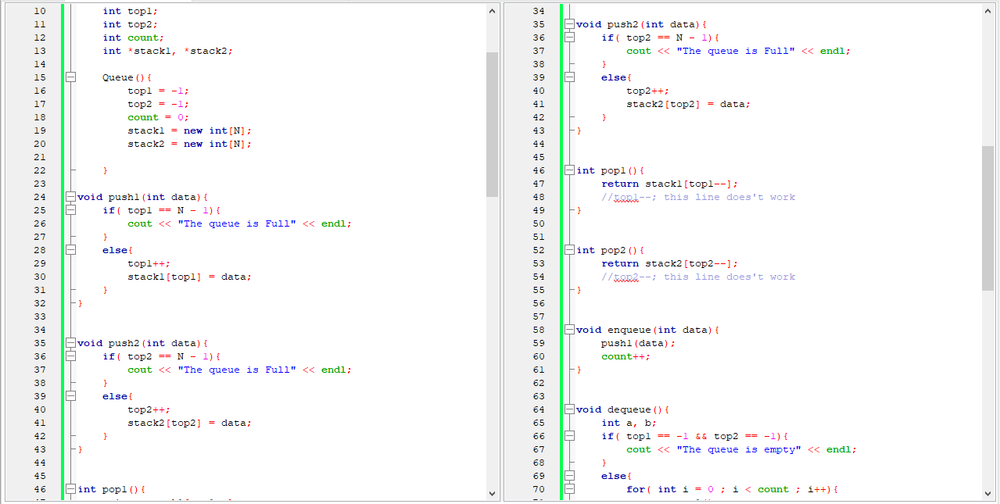 10 int top1;
11 int top2;
12 int count;
13 int *stack1, *stack2;
14
15 Queue(){
16 top1 = -1;
17 top2 = -1;
18 count = 0;
19 stack1 = new int[N];
20 stack2 = new int[N];
21
22 }
23
24 void push1(int data){
25 if( top1 == N - 1){
26 cout << "The queue is Full" << endl;
27 }
28 else{
29 top1++;
30 stack1[top1] = data;
31 }
32 }
33
34
35 void push2(int data){
36 if( top2 == N - 1){
37 cout << "The queue is Full" << endl;
38 }
39 else{
40 top2++;
41 stack2[top2] = data;
42 }
43 }
44
45
46 int pop1(){
34
35 void push2(int data){
36 if( top2 == N - 1){
37 cout << "The queue is Full" << endl;
38 }
39 else{
40 top2++;
41 stack2[top2] = data;
42 }
43 }
44
45
46 int pop1(){
47 return stack1[top1--];
48 //top1--; this line does't work
49 }
50
51
52 int pop2(){
53 return stack2[top2--];
54 //top2--; this line does't work
55 }
56
57
58 void enqueue(int data){
59 push1(data);
60 count++;
61 }
62
63
64 void dequeue(){
65 int a, b;
66 if( top1 == -1 && top2 == -1){
67 cout << "The queue is empty" << endl;
68 }
69 else{
70 for( int i = 0 ; i < count ; i++){